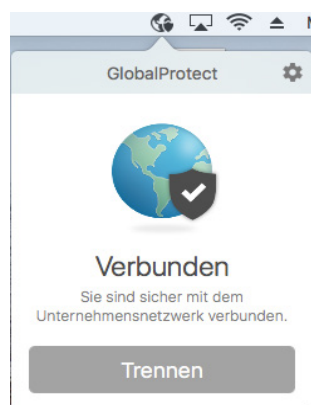 GlobalProtect
Verbunden
Sie sind sicher mit dem
Unternehmensnetzwerk verbunden.
Trennen